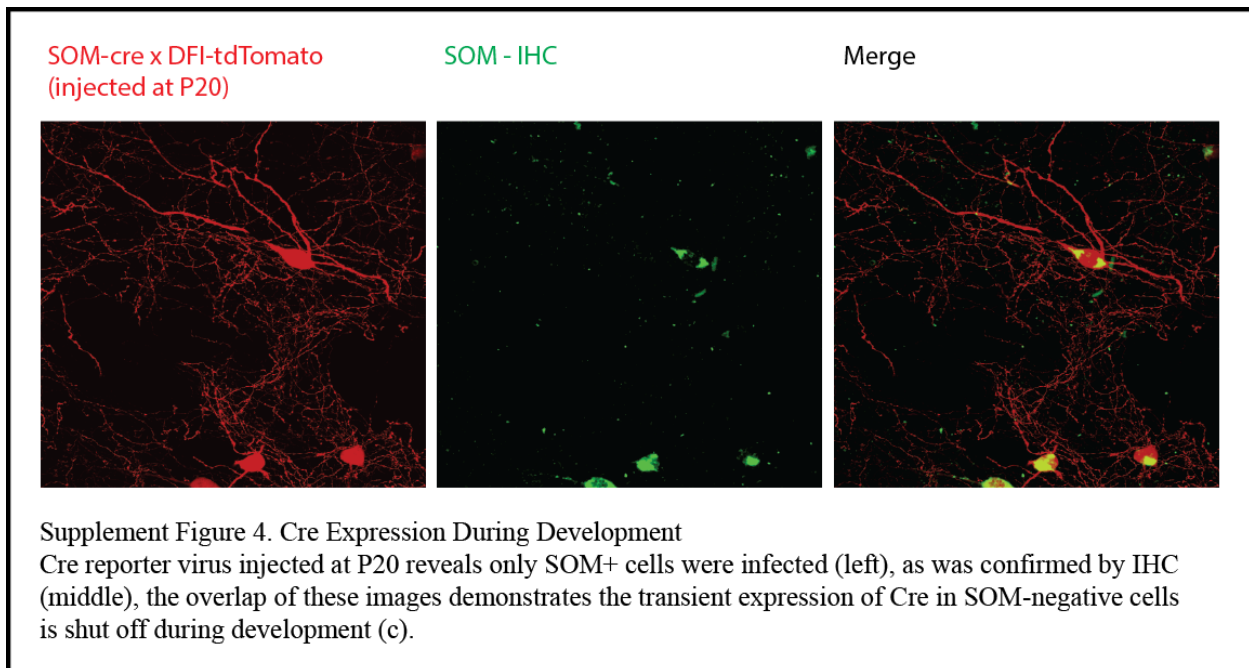 SOM-cre x DFI-tdTomato
(injected at P20)
SOM - IHC
Merge
Supplement Figure 4. Cre Expression During Development
Cre reporter virus injected at P20 reveals only SOM+ cells were infected (left), as was confirmed by IHC
(middle), the overlap of these images demonstrates the transient expression of Cre in SOM-negative cells
is shut off during development (c).